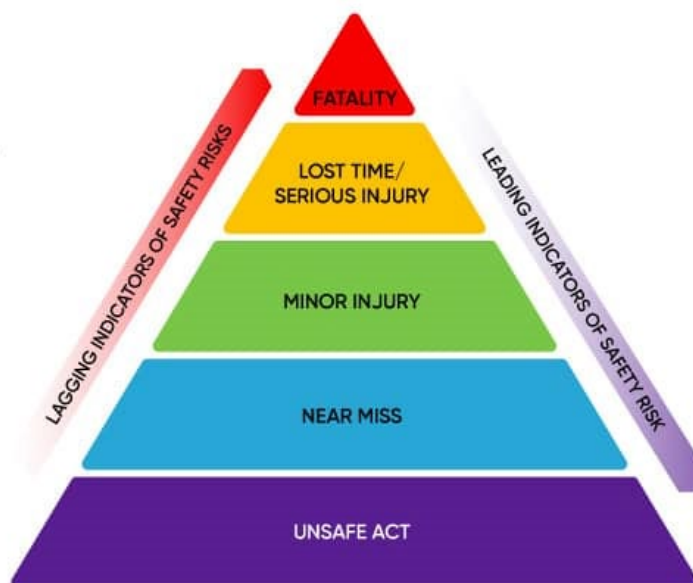 FATALITY
LOST TIME/
SERIOUS INJURY
MINOR INJURY
NEAR MISS
UNSAFE ACT
LAGGING INDICATORS OF SAFETY RISKS
LEADING INDICATORS OF SAFETY RISK